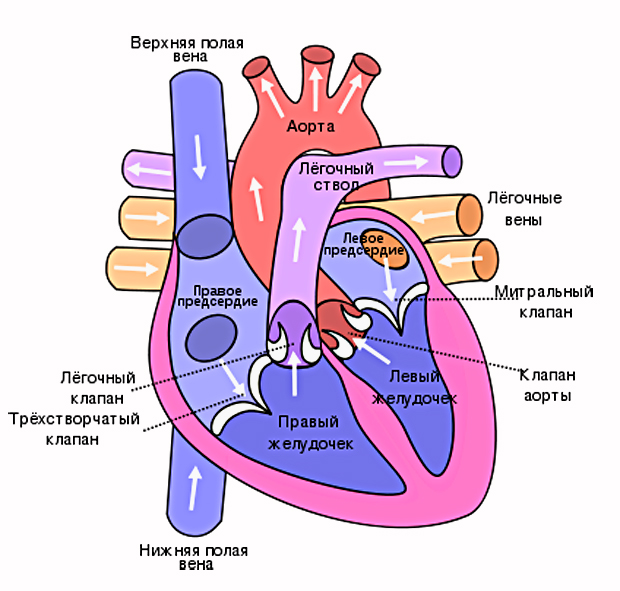 Верхняя полая
вена
Аорта
Лёгочный
ствол
Лёгочные
вены
Левое
предсердие
Правое
предсердие
Митральный
клапан
Лёгочный
клапан
Трёхстворчатый
клапан
Левый
желудочек
Клапан
аорты
Правый
желудочек
Нижняя полая
вена